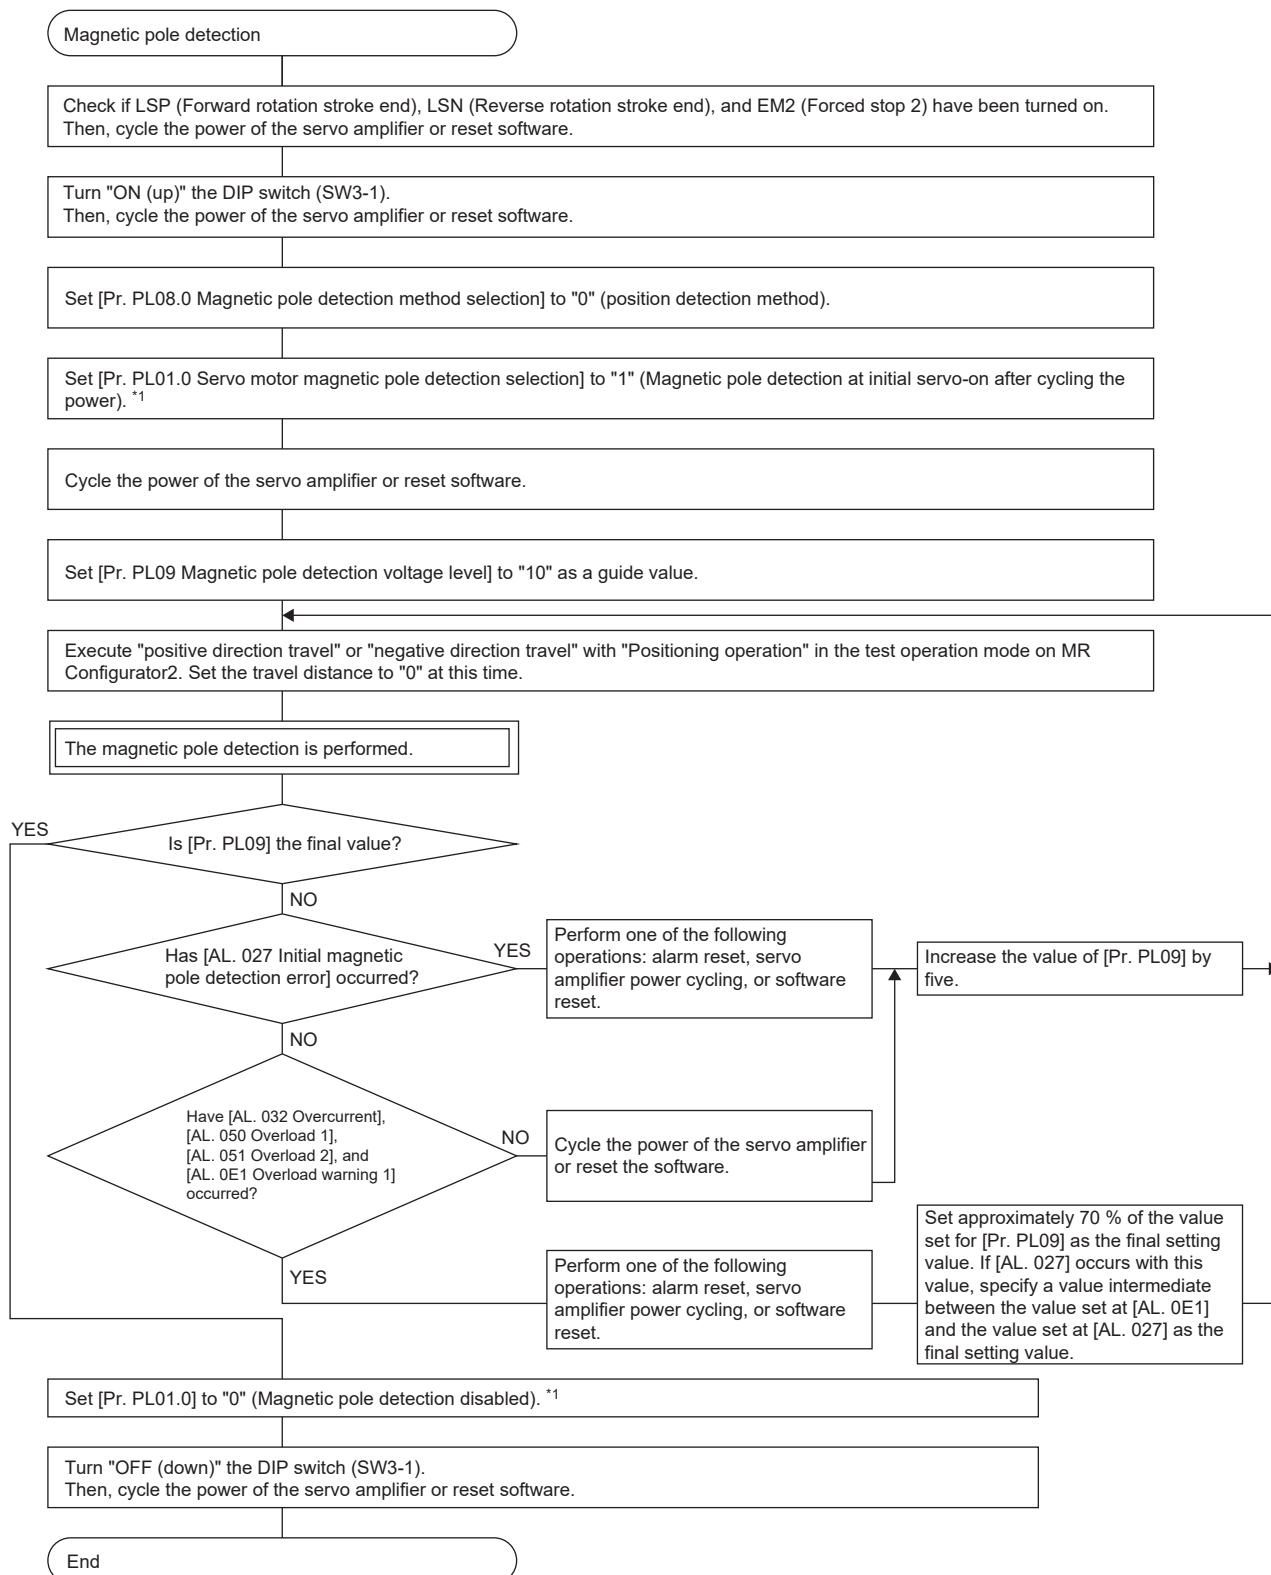 Magnetic pole detection
Check if LSP (Forward rotation stroke end), LSN (Reverse rotation stroke end), and EM2 (Forced stop 2) have been turned on.
Then, cycle the power of the servo amplifier or reset software.
Turn "ON (up)" the DIP switch (SW3-1).
Then, cycle the power of the servo amplifier or reset software.
Set [Pr. PL08.0 Magnetic pole detection method selection] to "0" (position detection method).
Set [Pr. PL01.0 Servo motor magnetic pole detection selection] to "1" (Magnetic pole detection at initial servo-on after cycling the
power). *1
Cycle the power of the servo amplifier or reset software.
Set [Pr. PL09 Magnetic pole detection voltage level] to "10" as a guide value.
Execute "positive direction travel" or "negative direction travel" with "Positioning operation" in the test operation mode on MR
Configurator2. Set the travel distance to "0" at this time.
The magnetic pole detection is performed.
YES
Is [Pr. PL09] the final value?
NO
Has [AL. 027 Initial magnetic
pole detection error] occurred?
YES
Perform one of the following
operations: alarm reset, servo
amplifier power cycling, or software
reset.
Increase the value of [Pr. PL09] by
five.
NO
Have [AL. 032 Overcurrent],
[AL. 050 Overload 1],
[AL. 051 Overload 2], and
[AL. 0E1 Overload warning 1]
occurred?
NO
Cycle the power of the servo amplifier
or reset the software.
YES
Perform one of the following
operations: alarm reset, servo
amplifier power cycling, or software
reset.
Set approximately 70 % of the value
set for [Pr. PL09] as the final setting
value. If [AL. 027] occurs with this
value, specify a value intermediate
between the value set at [AL. 0E1]
and the value set at [AL. 027] as the
final setting value.
Set [Pr. PL01.0] to "0" (Magnetic pole detection disabled). *1
Turn "OFF (down)" the DIP switch (SW3-1).
Then, cycle the power of the servo amplifier or reset software.
End